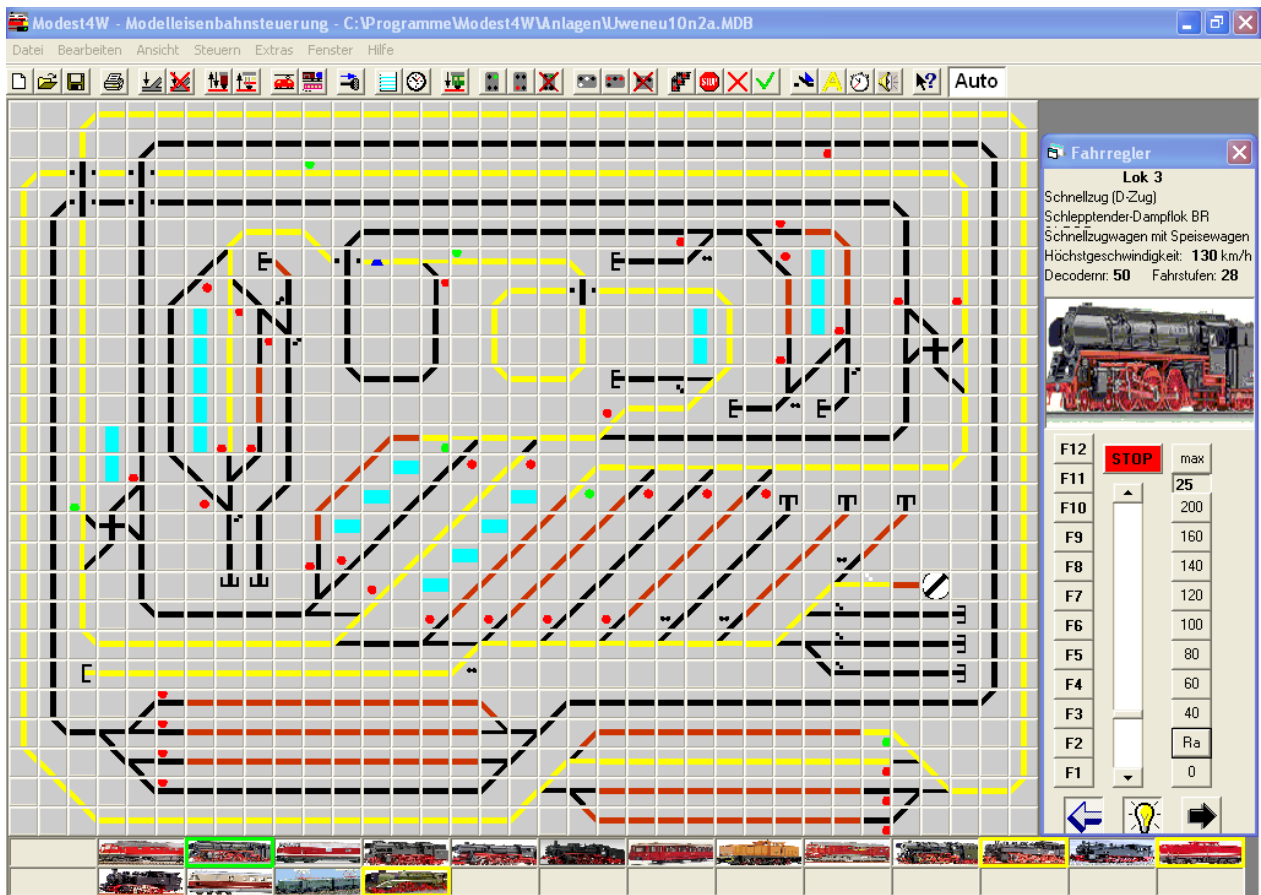 Modest4W - Modelleisenbahnsteuerung - C:\Programme\Modest4W\Anlagen\Uweneu10n2a.MDB
Datei Bearbeiten Ansicht Steuern Extras Fenster Hilfe
STOP A Auto
Fahrregler
Lok 3
Schnellzug (D-Zug)
Schlepptender-Dampflok BR
Schnellzugwagen mit Speisewagen
Höchstgeschwindigkeit: 130 km/h
Decodernr: 50 Fahrstufen: 28
F12 STOP max
F11 25
F10 200
F9 160
F8 140
F7 120
F6 100
F5 80
F4 60
F3 40
F2 Ra
F1 0